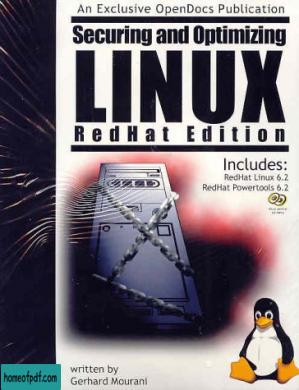 An Exclusive OpenDocs Publication
Securing and Optimizing
LINUX
RedHat Edition
Includes:
RedHat Linux 6.2
RedHat Powertools 6.2
written by
Gerhard Mourani
homeofpdf.com